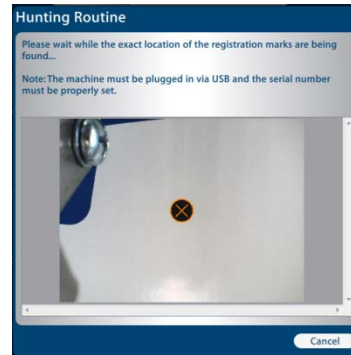 Hunting Routine
Please wait while the exact location of the registration marks are being
found...
Note: The machine must be plugged in via USB and the serial number
must be properly set.
Cancel